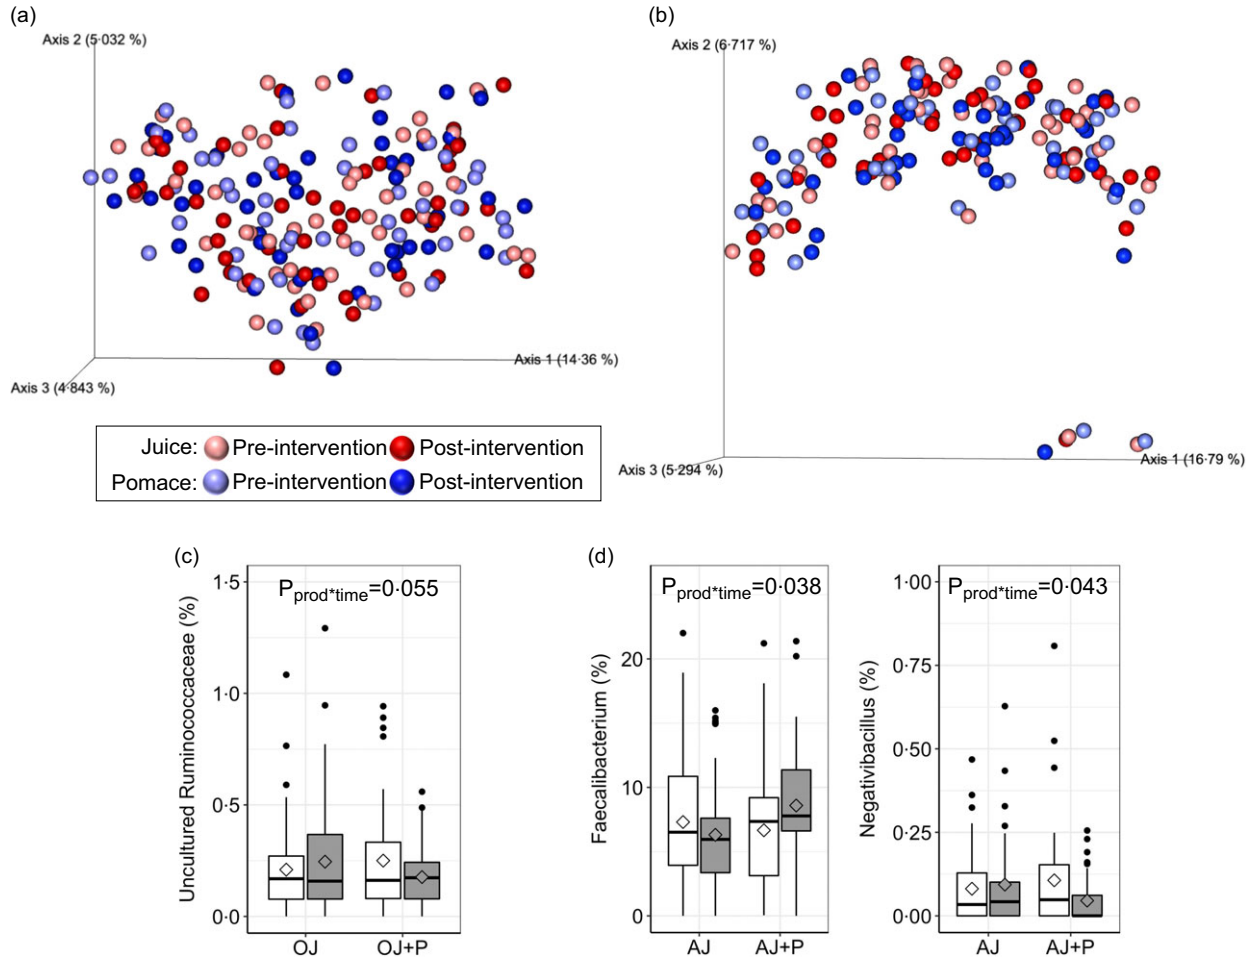 (a)
Axis 2 (5·032 %)
Axis 1 (14·36 %)
Axis 3 (4·843 %)
(b)
Axis 2 (6·717 %)
Axis 1 (16·79 %)
Axis 3 (5·294 %)
Juice: Pre-intervention Post-intervention
Pomace: Pre-intervention Post-intervention
(c)
Pprod*time=0·055
Uncultured Ruminococcaceae (%)
1·5
1·0
0·5
0·0
OJ OJ+P
(d)
Pprod*time=0·038
Faecalibacterium (%)
20
10
0
AJ AJ+P
Pprod*time=0·043
Negativibacillus (%)
1·00
0·75
0·50
0·25
0·00
AJ AJ+P